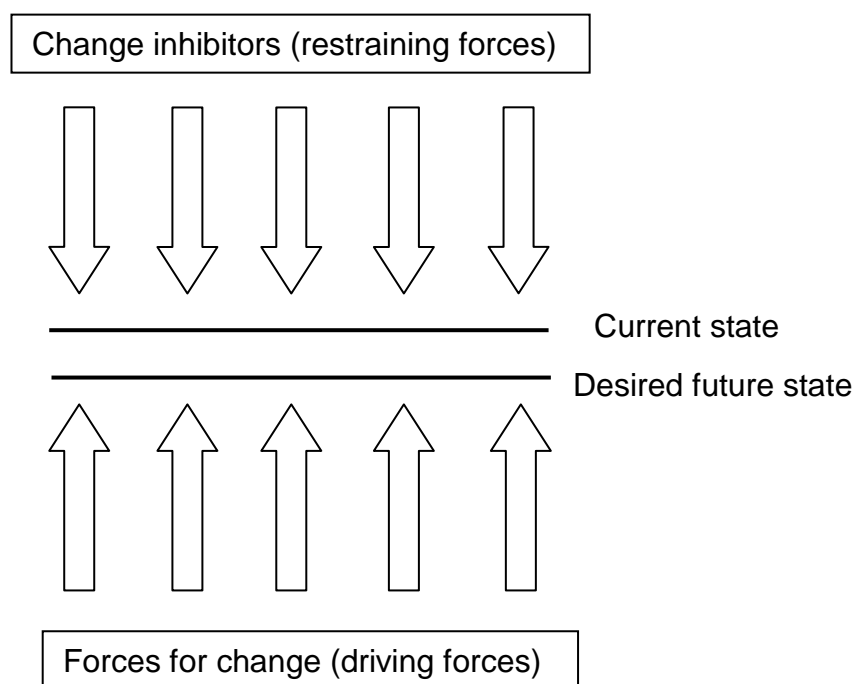 Change inhibitors (restraining forces)
Current state
Desired future state
Forces for change (driving forces)